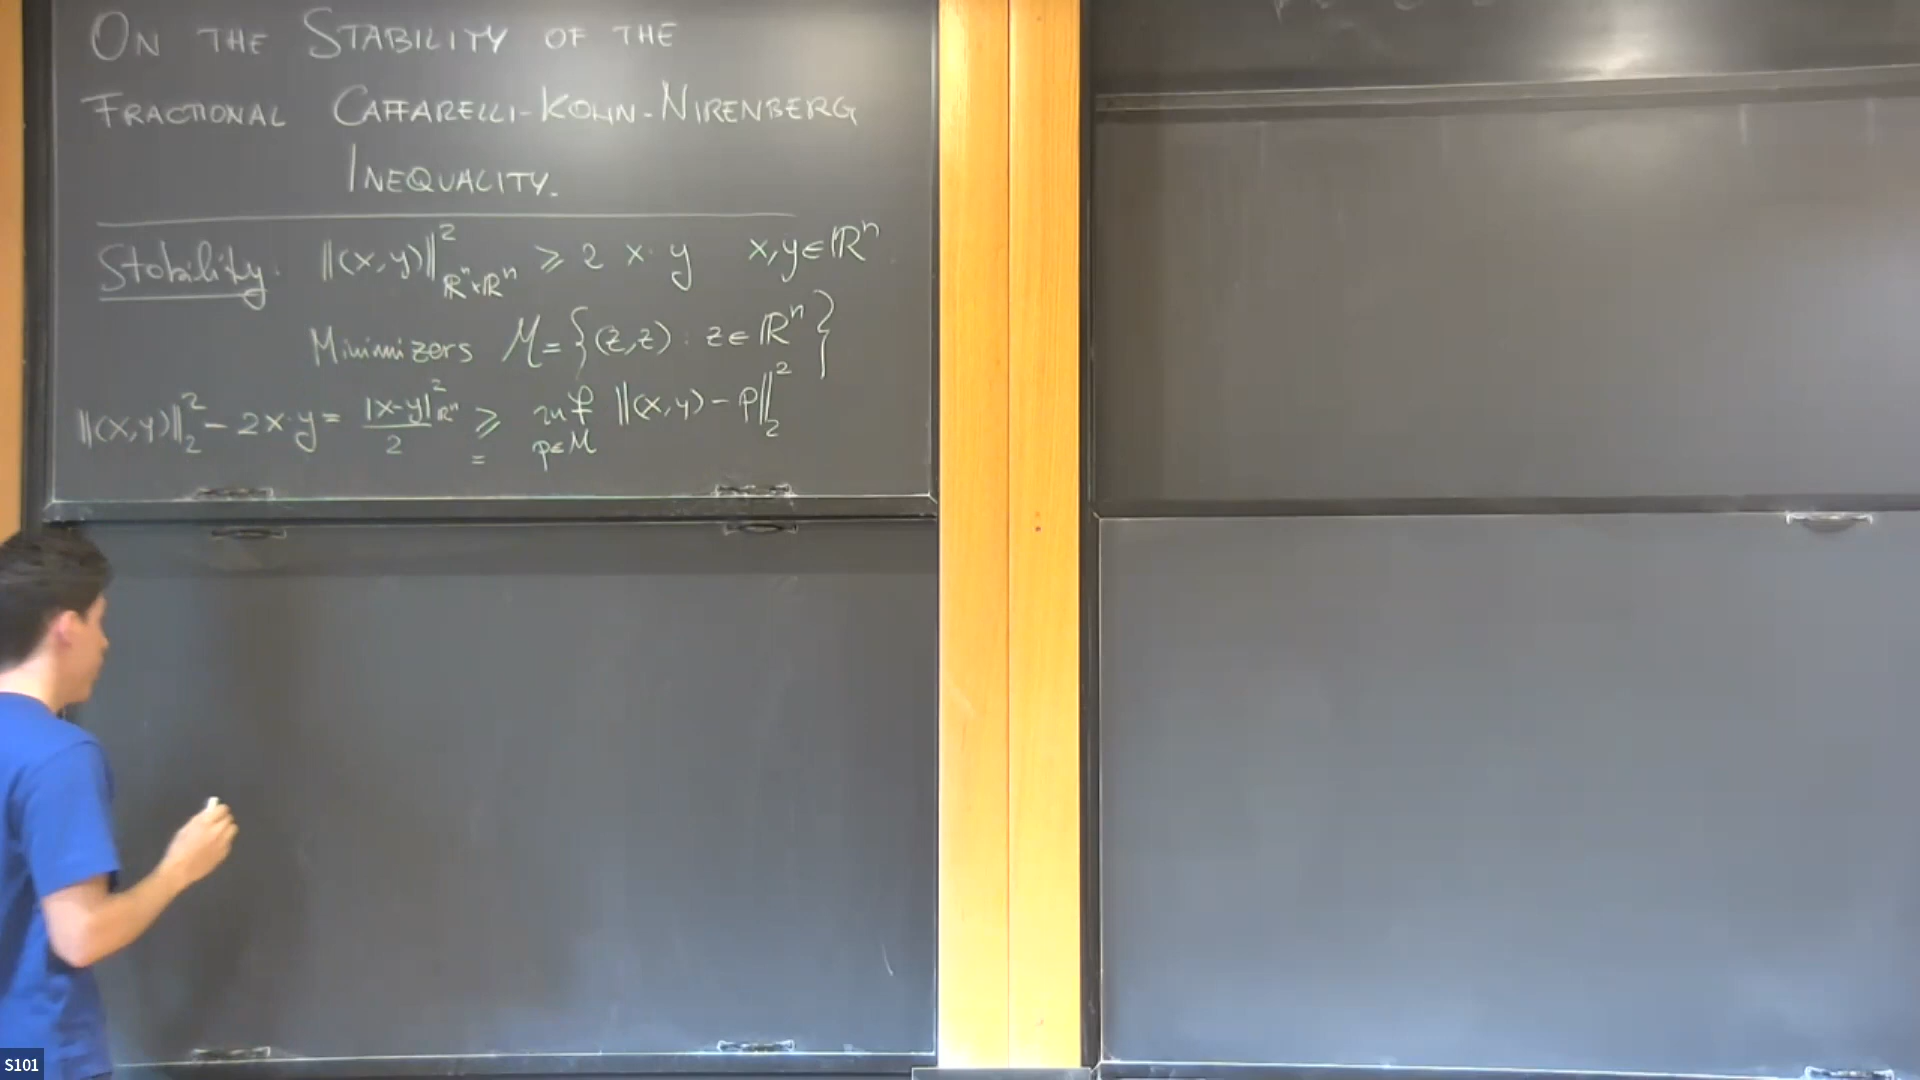 ON THE STABILITY OF THE
FRACTIONAL CAFFARELLI-KOHN-NIRENBERG
INEQUALITY.
Stability. ‖(x,y)‖²_{ℝⁿ×ℝⁿ} ≥ 2 x·y x,y∈ℝⁿ
Minimizers M={(z,z): z∈ℝⁿ}
‖(x,y)‖₂² - 2x·y = |x-y|²_{ℝⁿ}/2 ≥ inf_{p∈M} ‖(x,y)-p‖₂²
=
S101